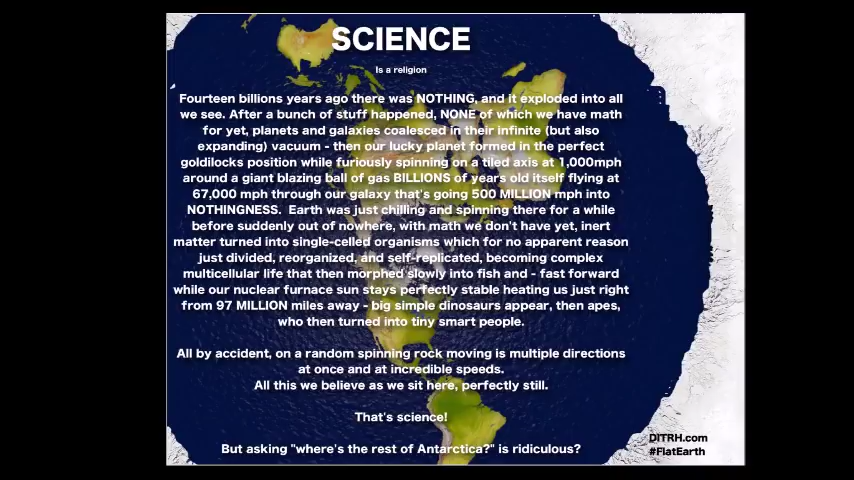 SCIENCE
Is a religion
Fourteen billions years ago there was NOTHING, and it exploded into all
we see. After a bunch of stuff happened, NONE of which we have math
for yet, planets and galaxies coalesced in their infinite (but also
expanding) vacuum - then our lucky planet formed in the perfect
goldilocks position while furiously spinning on a tiled axis at 1,000mph
around a giant blazing ball of gas BILLIONS of years old itself flying at
67,000 mph through our galaxy that's going 500 MILLION mph into
NOTHINGNESS. Earth was just chilling and spinning there for a while
before suddenly out of nowhere, with math we don't have yet, inert
matter turned into single-celled organisms which for no apparent reason
just divided, reorganized, and self-replicated, becoming complex
multicellular life that then morphed slowly into fish and - fast forward
while our nuclear furnace sun stays perfectly stable heating us just right
from 97 MILLION miles away - big simple dinosaurs appear, then apes,
who then turned into tiny smart people.
All by accident, on a random spinning rock moving is multiple directions
at once and at incredible speeds.
All this we believe as we sit here, perfectly still.
That's science!
But asking "where's the rest of Antarctica?" is ridiculous?
DITRH.com
#FlatEarth